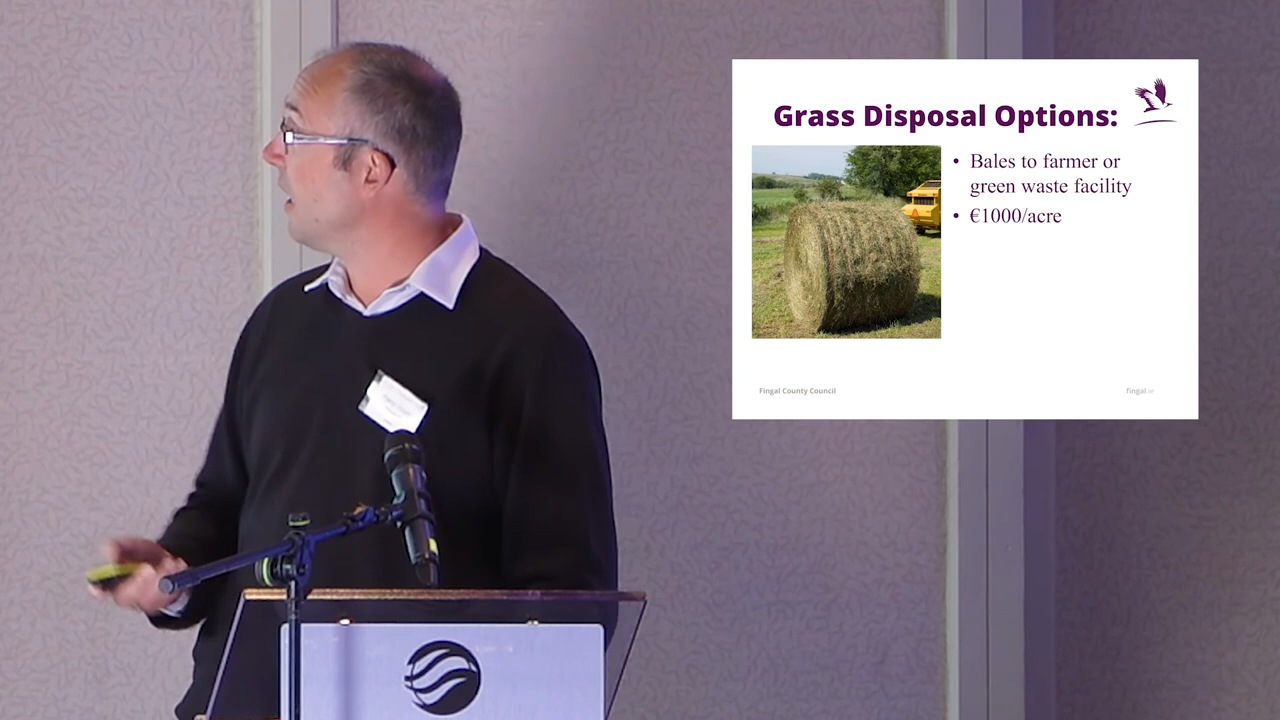 Grass Disposal Options:
• Bales to farmer or
green waste facility
• €1000/acre
Fingal County Council
fingal.ie